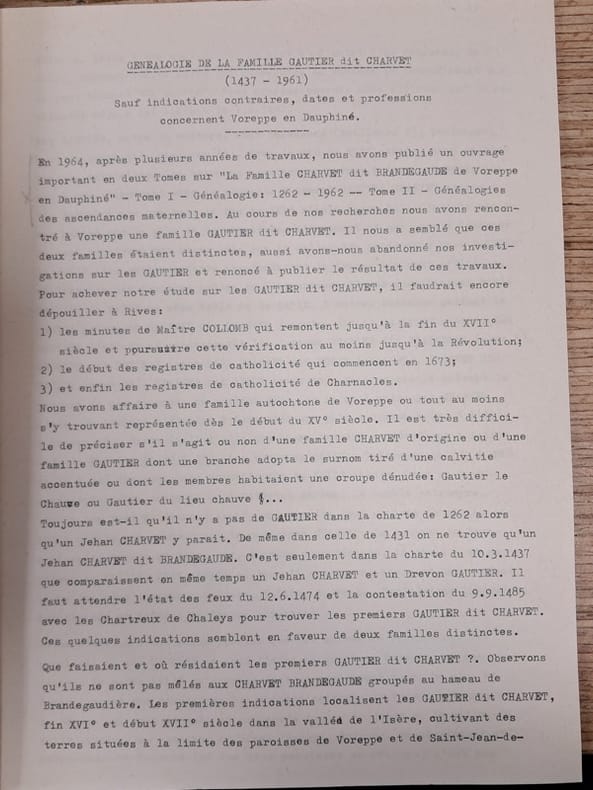 GENEALOGIE DE LA FAMILLE GAUTIER dit CHARVET
(1437 - 1961)
Sauf indications contraires, dates et professions
concernent Voreppe en Dauphiné.
En 1964, après plusieurs années de travaux, nous avons publié un ouvrage
important en deux Tomes sur "La Famille CHARVET dit BRANDEGAUDE de Voreppe
en Dauphiné" - Tome I - Généalogie: 1262 - 1962 -- Tome II - Généalogies
des ascendances maternelles. Au cours de nos recherches nous avons rencon-
tré à Voreppe une famille GAUTIER dit CHARVET. Il nous a semblé que ces
deux familles étaient distinctes, aussi avons-nous abandonné nos investi-
gations sur les GAUTIER et renoncé à publier le résultat de ces travaux.
Pour achever notre étude sur les GAUTIER dit CHARVET, il faudrait encore
dépouiller à Rives:
1) les minutes de Maître COLLOMB qui remontent jusqu'à la fin du XVII°
siècle et poursuitre cette vérification au moins jusqu'à la Révolution;
2) le début des registres de catholicité qui commencent en 1673;
3) et enfin les registres de catholicité de Charnacles.
Nous avons affaire à une famille autochtone de Voreppe ou tout au moins
s'y trouvant représentée dès le début du XV° siècle. Il est très diffici-
le de préciser s'il s'agit ou non d'une famille CHARVET d'origine ou d'une
famille GAUTIER dont une branche adopta le surnom tiré d'une calvitie
accentuée ou dont les membres habitaient une croupe dénudée: Gautier le
Chauve ou Gautier du lieu chauve ...
Toujours est-il qu'il n'y a pas de GAUTIER dans la charte de 1262 alors
qu'un Jehan CHARVET y parait. De même dans celle de 1431 on ne trouve qu'un
Jehan CHARVET dit BRANDEGAUDE. C'est seulement dans la charte du 10.3.1437
que comparaissent en même temps un Jehan CHARVET et un Drevon GAUTIER. Il
faut attendre l'état des feux du 12.6.1474 et la contestation du 9.9.1485
avec les Chartreux de Chaleys pour trouver les premiers GAUTIER dit CHARVET.
Ces quelques indications semblent en faveur de deux familles distinctes.
Que faisaient et où résidaient les premiers GAUTIER dit CHARVET ?. Observons
qu'ils ne sont pas mêlés aux CHARVET BRANDEGAUDE groupés au hameau de
Brandegaudière. Les premières indications localisent les GAUTIER dit CHARVET,
fin XVI° et début XVII° siècle dans la vallée de l'Isère, cultivant des
terres situées à la limite des paroisses de Voreppe et de Saint-Jean-de-